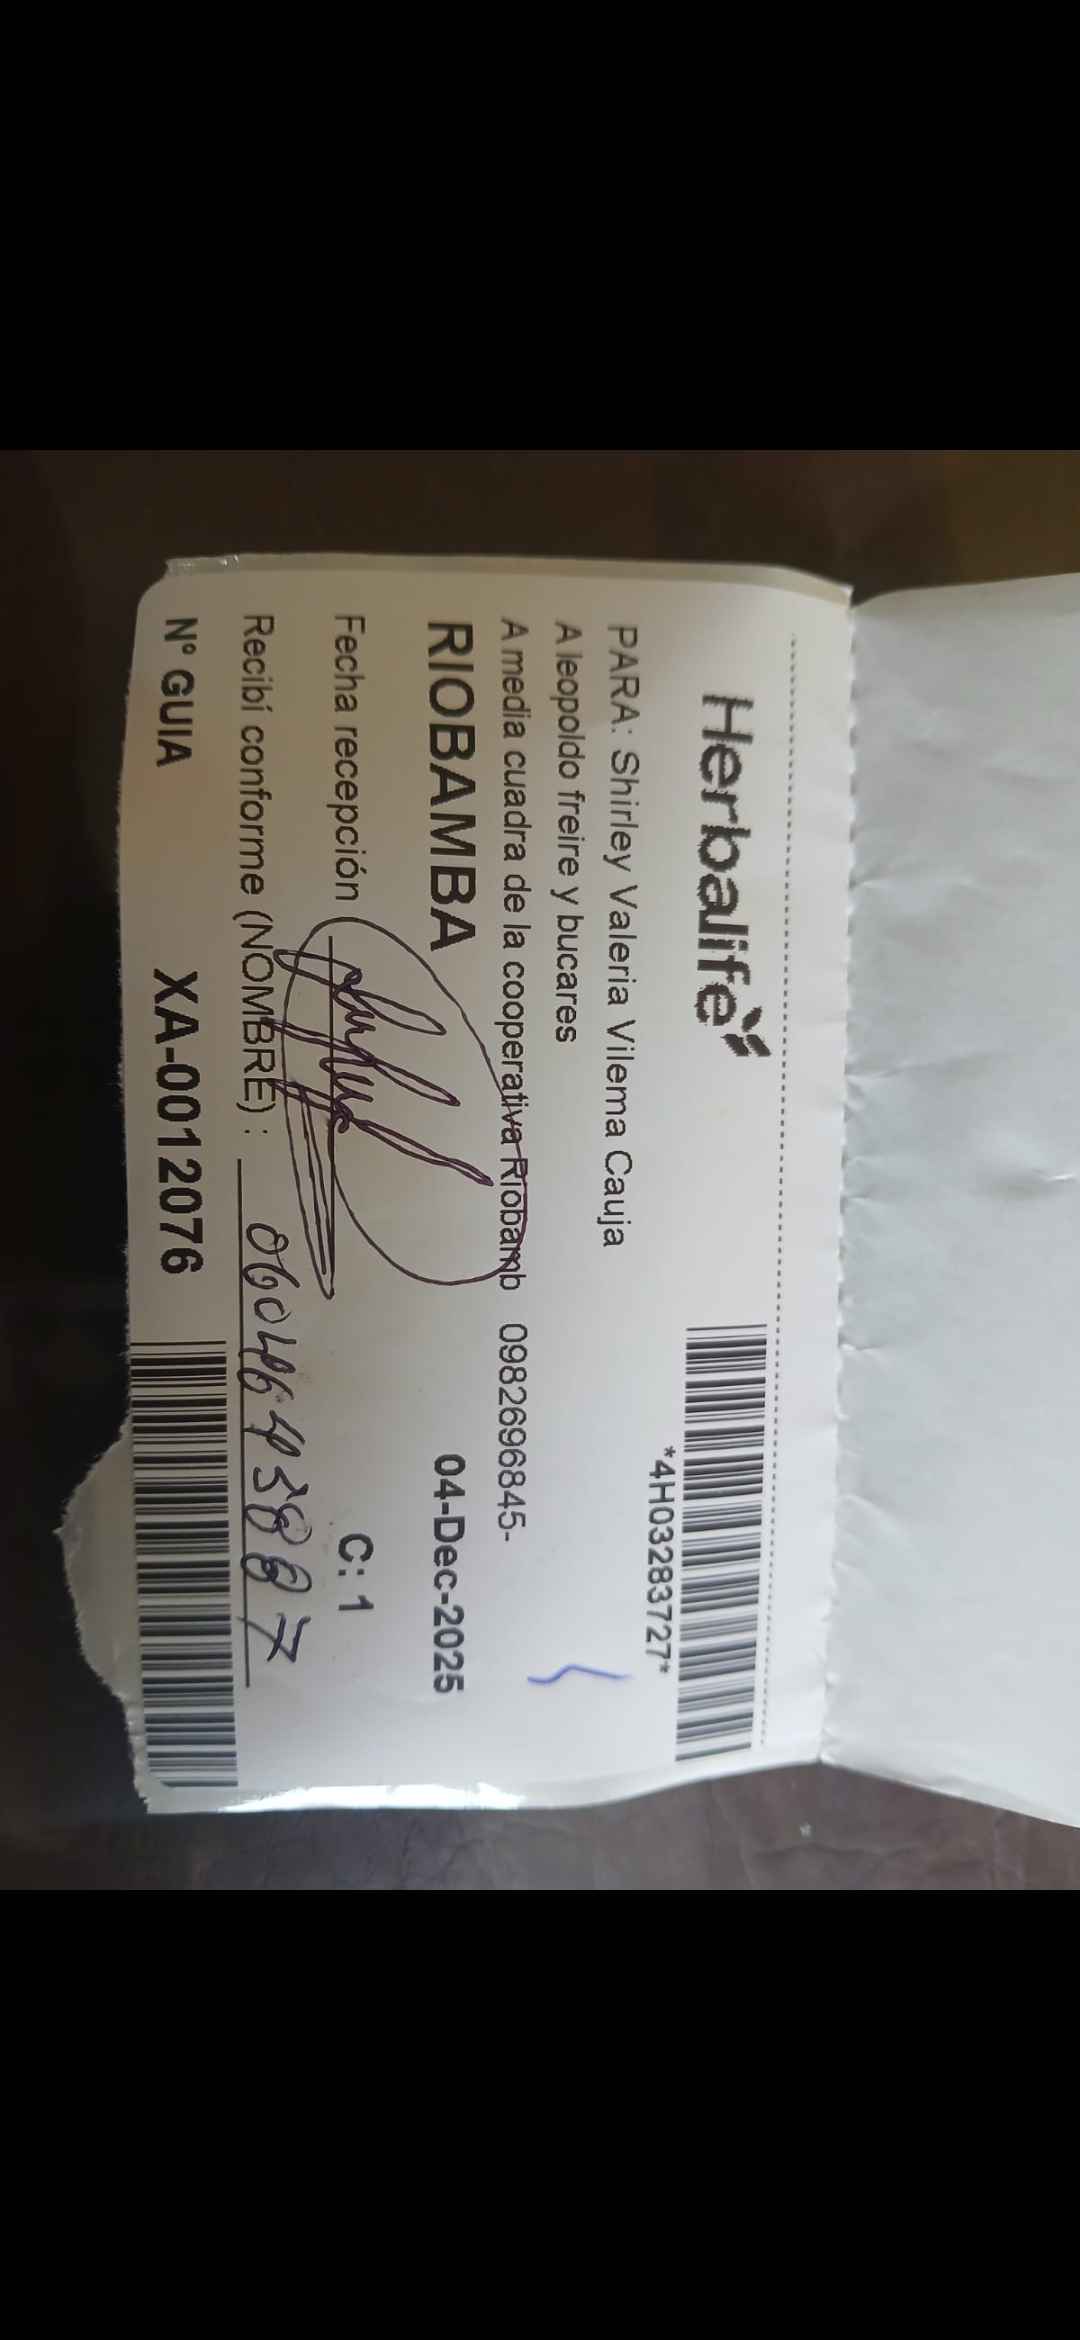 Herbalife
*4H03283727*
PARA: Shirley Valeria Vilema Cauja
A leopoldo freire y bucares
A media cuadra de la cooperativa Riobamb 0982696845-
RIOBAMBA 04-Dec-2025
Fecha recepción C: 1
Recibí conforme (NOMBRE) :
N° GUIA XA-0012076